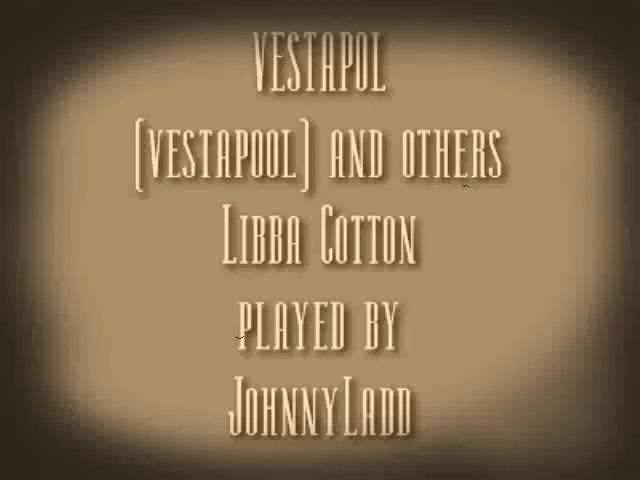 VESTAPOL
(VESTAPOOL) AND OTHERS
LIBBA COTTON
PLAYED BY
JOHNNYLADD